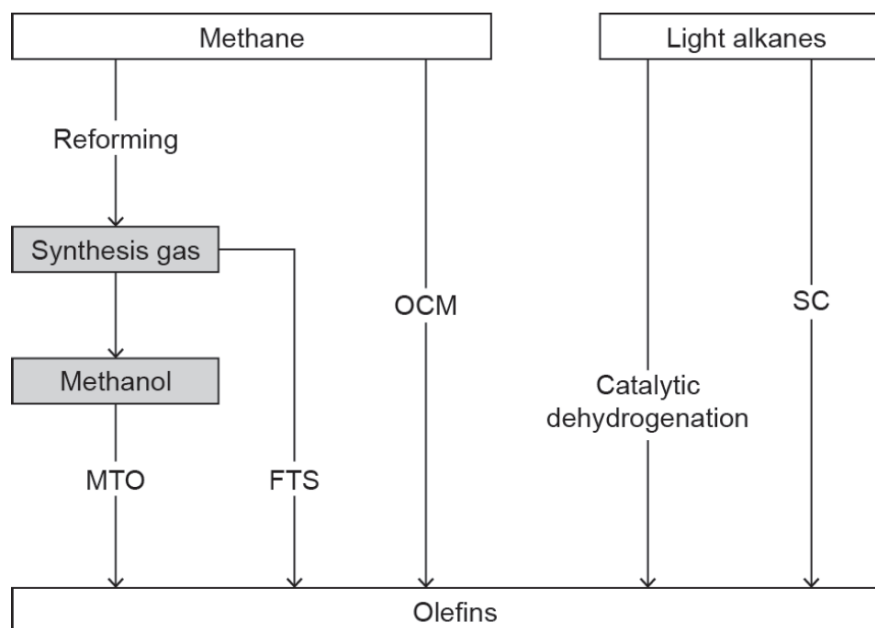 Methane
Light alkanes
Reforming
Synthesis gas
OCM
SC
Methanol
Catalytic
dehydrogenation
MTO
FTS
Olefins